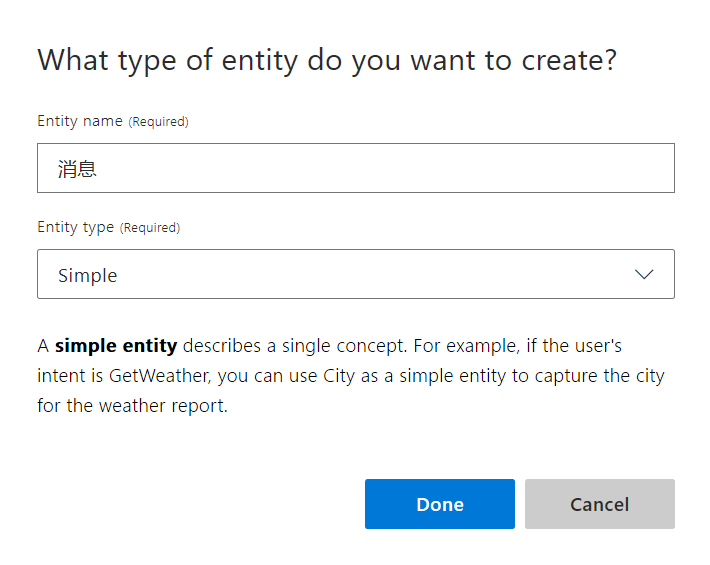 What type of entity do you want to create?
Entity name (Required)
消息
Entity type (Required)
Simple
A simple entity describes a single concept. For example, if the user's
intent is GetWeather, you can use City as a simple entity to capture the city
for the weather report.
Done
Cancel